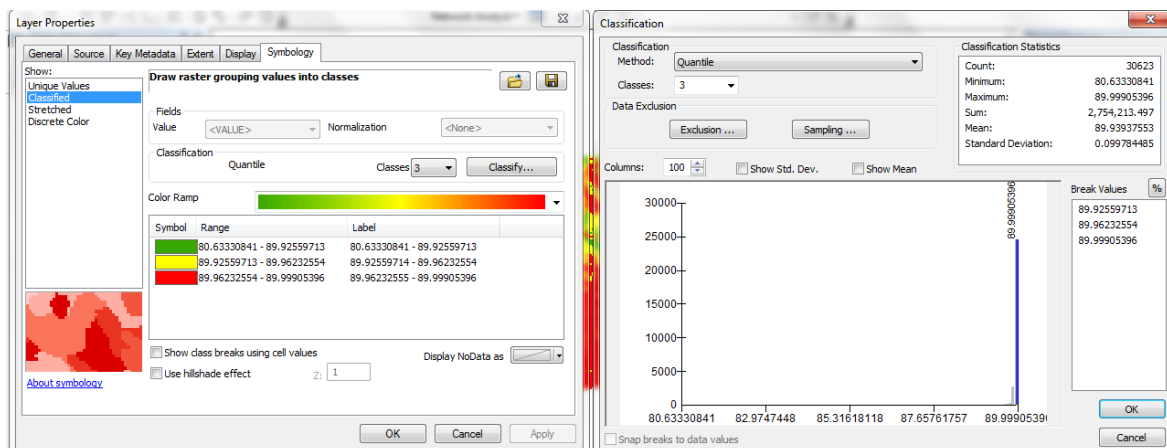 Layer Properties
General Source Key Metadata Extent Display Symbology
Show:
Unique Values
Classified
Stretched
Discrete Color
About symbology
Draw raster grouping values into classes
Fields
Value <VALUE> Normalization <None>
Classification
Quantile Classes 3 Classify...
Color Ramp
Symbol Range Label
80.63330841 - 89.92559713 80.63330841 - 89.92559713
89.92559713 - 89.96232554 89.92559714 - 89.96232554
89.96232554 - 89.99905396 89.96232555 - 89.99905396
Show class breaks using cell values
Display NoData as
Use hillshade effect Z: 1
OK Cancel Apply
Classification
Classification
Method: Quantile
Classes: 3
Data Exclusion
Exclusion ... Sampling ...
Classification Statistics
Count: 30623
Minimum: 80.63330841
Maximum: 89.99905396
Sum: 2,754,213.497
Mean: 89.93937553
Standard Deviation: 0.099784485
Columns: 100 Show Std. Dev. Show Mean
Break Values %
89.92559713
89.96232554
89.99905396
89.99905396
30000
25000
20000
15000
10000
5000
0
80.63330841 82.9747448 85.31618118 87.65761757 89.9990539
Snap breaks to data values
OK
Cancel